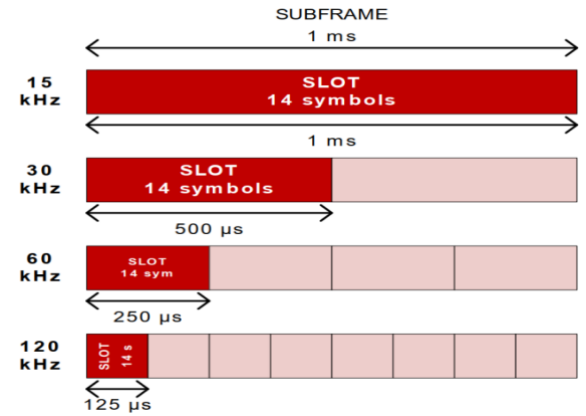 SUBFRAME
1 ms
15
kHz
SLOT
14 symbols
1 ms
30
kHz
SLOT
14 symbols
500 µs
60
kHz
SLOT
14 sym
250 µs
120
kHz
SLOT
14 s
125 µs